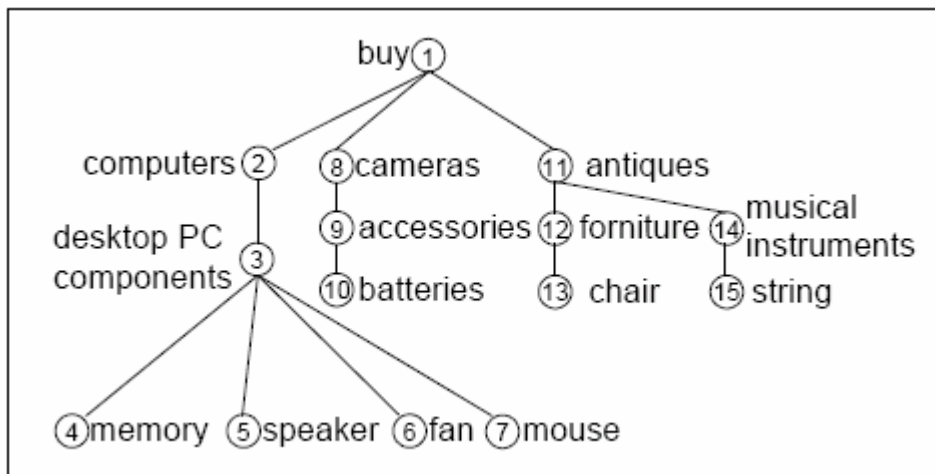 buy 1
computers 2 8 cameras 11 antiques
desktop PC
components 3 9 accessories 12 forniture 14 musical
instruments
10 batteries 13 chair 15 string
4 memory 5 speaker 6 fan 7 mouse